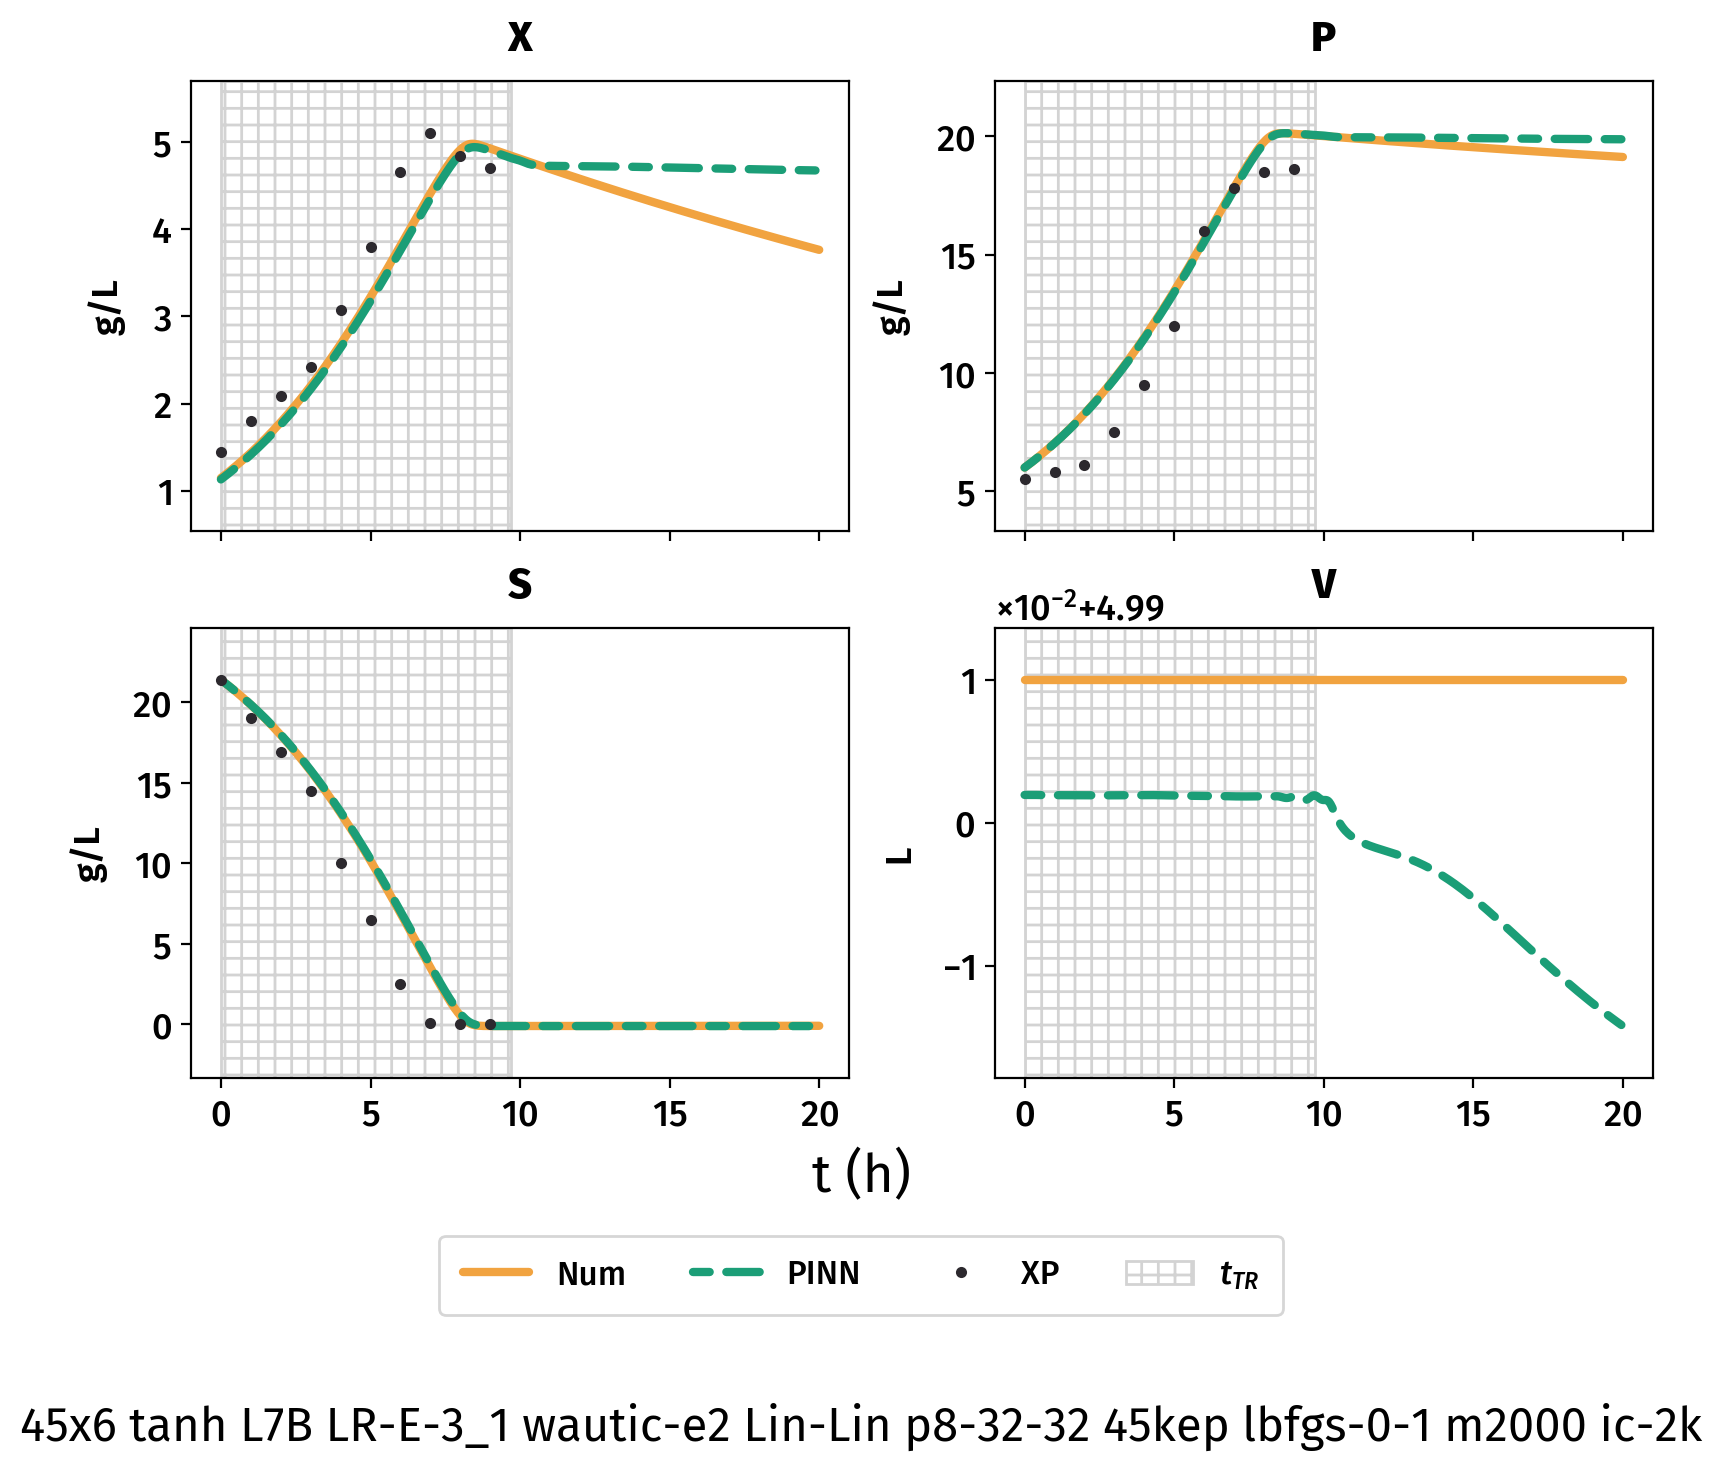 X
P
g/L
5
4
3
2
1
g/L
20
15
10
5
S
V
×10⁻²+4.99
g/L
20
15
10
5
0
L
1
0
−1
0 5 10 15 20
0 5 10 15 20
t (h)
Num PINN XP t_TR
45x6 tanh L7B LR-E-3_1 wautic-e2 Lin-Lin p8-32-32 45kep lbfgs-0-1 m2000 ic-2k